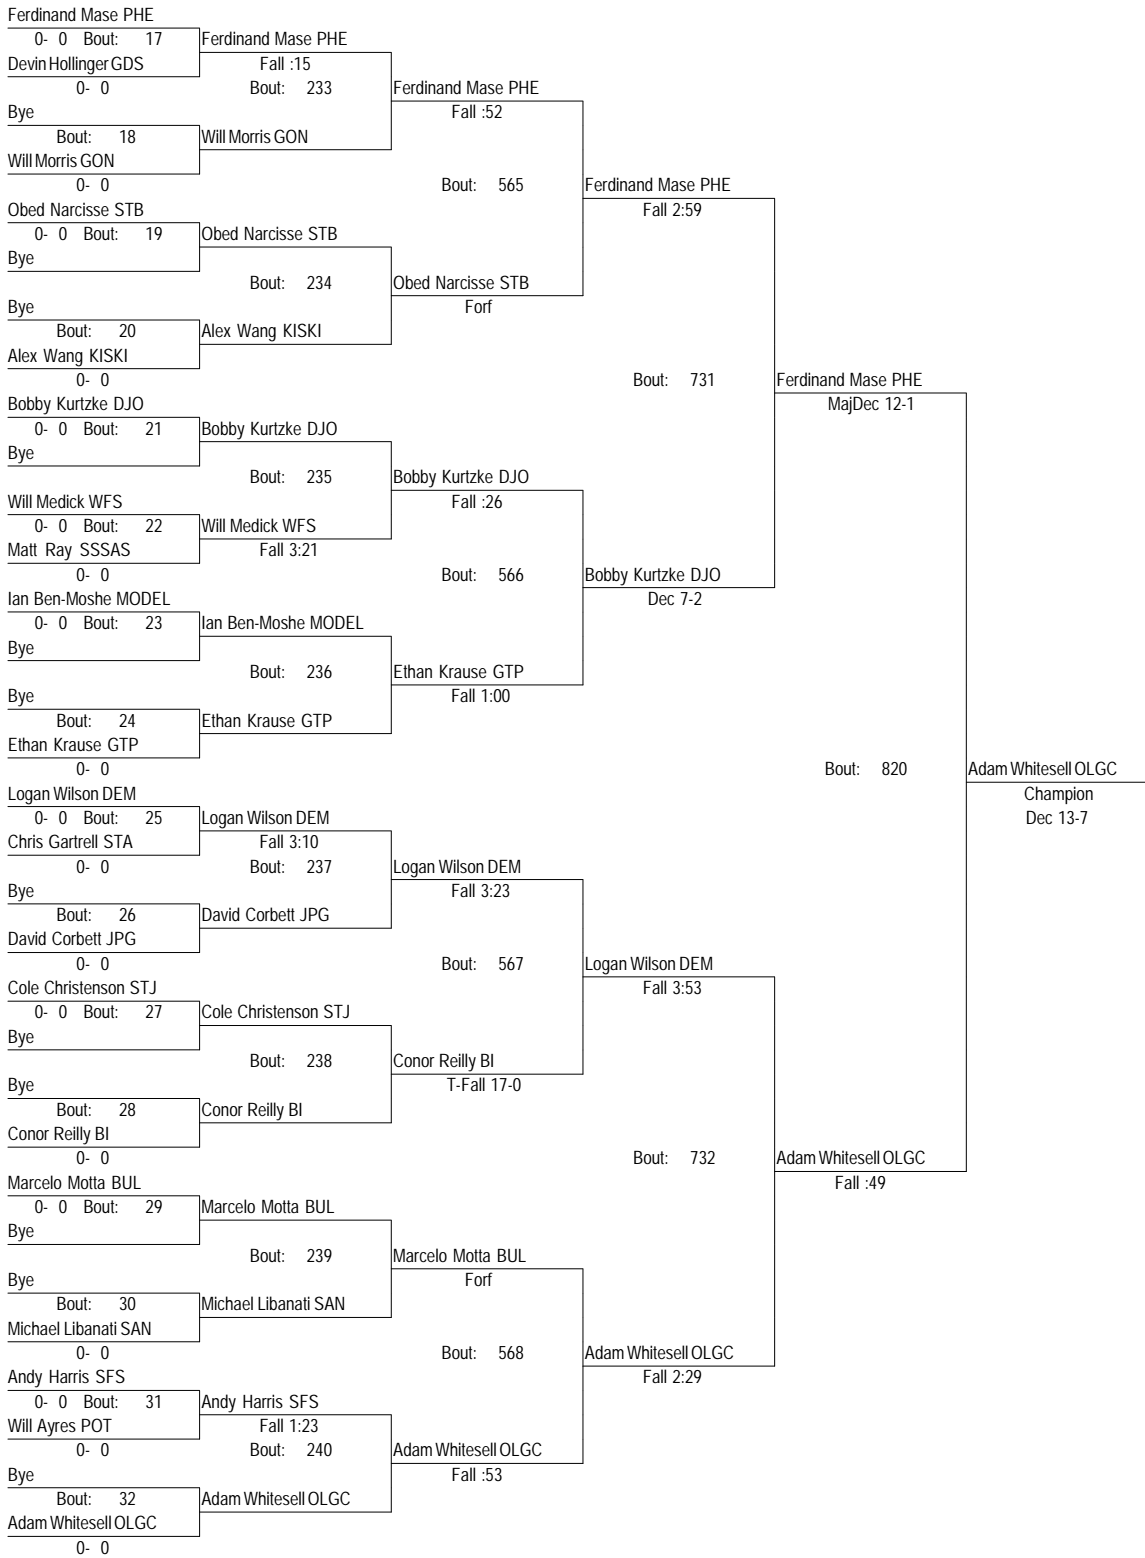 Ferdinand Mase PHE
0- 0 Bout: 17 Ferdinand Mase PHE
Devin Hollinger GDS Fall :15
0- 0 Bout: 233 Ferdinand Mase PHE
Bye Fall :52
Bout: 18 Will Morris GON
Will Morris GON
0- 0 Bout: 565 Ferdinand Mase PHE
Obed Narcisse STB Fall 2:59
0- 0 Bout: 19 Obed Narcisse STB
Bye
Bout: 234 Obed Narcisse STB
Bye Forf
Bout: 20 Alex Wang KISKI
Alex Wang KISKI
0- 0 Bout: 731 Ferdinand Mase PHE
Bobby Kurtzke DJO MajDec 12-1
0- 0 Bout: 21 Bobby Kurtzke DJO
Bye
Bout: 235 Bobby Kurtzke DJO
Will Medick WFS Fall :26
0- 0 Bout: 22 Will Medick WFS
Matt Ray SSSAS Fall 3:21
0- 0 Bout: 566 Bobby Kurtzke DJO
Ian Ben-Moshe MODEL Dec 7-2
0- 0 Bout: 23 Ian Ben-Moshe MODEL
Bye
Bout: 236 Ethan Krause GTP
Bye Fall 1:00
Bout: 24 Ethan Krause GTP
Ethan Krause GTP
0- 0 Bout: 820 Adam Whitesell OLGC
Logan Wilson DEM Champion
0- 0 Bout: 25 Logan Wilson DEM Dec 13-7
Chris Gartrell STA Fall 3:10
0- 0 Bout: 237 Logan Wilson DEM
Bye Fall 3:23
Bout: 26 David Corbett JPG
David Corbett JPG
0- 0 Bout: 567 Logan Wilson DEM
Cole Christenson STJ Fall 3:53
0- 0 Bout: 27 Cole Christenson STJ
Bye
Bout: 238 Conor Reilly BI
Bye T-Fall 17-0
Bout: 28 Conor Reilly BI
Conor Reilly BI
0- 0 Bout: 732 Adam Whitesell OLGC
Marcelo Motta BUL Fall :49
0- 0 Bout: 29 Marcelo Motta BUL
Bye
Bout: 239 Marcelo Motta BUL
Bye Forf
Bout: 30 Michael Libanati SAN
Michael Libanati SAN
0- 0 Bout: 568 Adam Whitesell OLGC
Andy Harris SFS Fall 2:29
0- 0 Bout: 31 Andy Harris SFS
Will Ayres POT Fall 1:23
0- 0 Bout: 240 Adam Whitesell OLGC
Bye Fall :53
Bout: 32 Adam Whitesell OLGC
Adam Whitesell OLGC
0- 0